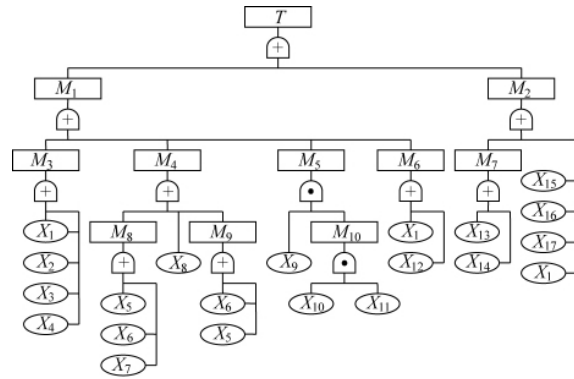 T
+
M₁ M₂
+ +
M₃ M₄ M₅ M₆ M₇
+ + • + +
X₁₅
X₁ M₈ X₈ M₉ X₉ M₁₀ X₁ X₁₃
X₁₆
X₂ + + • X₁₂ X₁₄
X₁₇
X₃ X₅ X₆ X₁₀ X₁₁ X₁
X₄ X₆ X₅
X₇